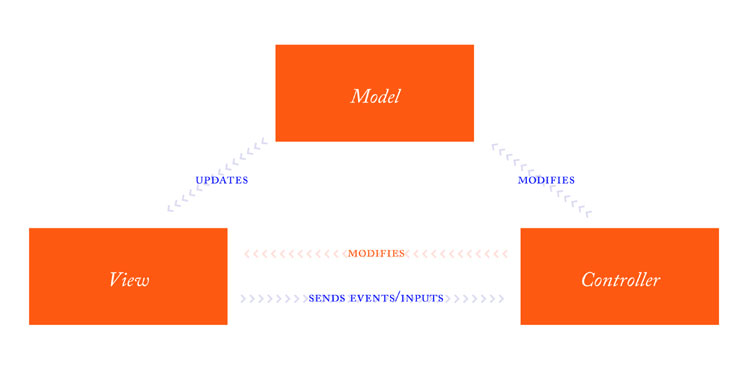 Model
UPDATES
MODIFIES
View
MODIFIES
Controller
SENDS EVENTS/INPUTS